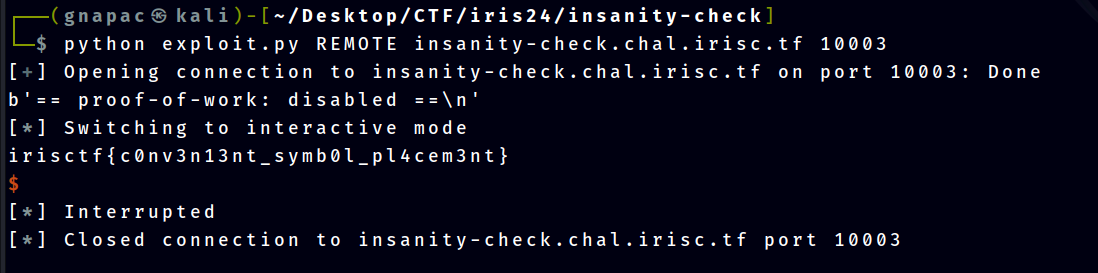 ┌──(gnapac㉿kali)-[~/Desktop/CTF/iris24/insanity-check]
└─$ python exploit.py REMOTE insanity-check.chal.irisc.tf 10003
[+] Opening connection to insanity-check.chal.irisc.tf on port 10003: Done
b'== proof-of-work: disabled ==\n'
[*] Switching to interactive mode
irisctf{c0nv3n13nt_symb0l_pl4cem3nt}
$
[*] Interrupted
[*] Closed connection to insanity-check.chal.irisc.tf port 10003